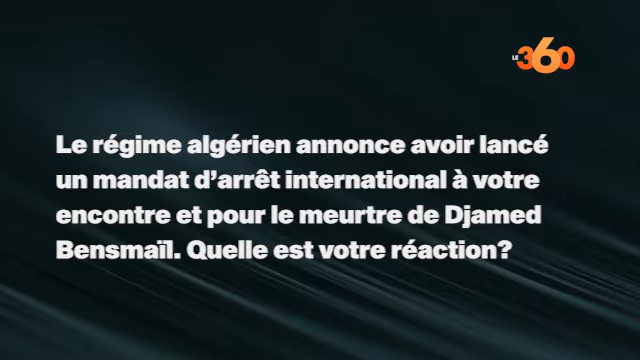 LE 360
Le régime algérien annonce avoir lancé
un mandat d’arrêt international à votre
encontre et pour le meurtre de Djamed
Bensmaïl. Quelle est votre réaction?